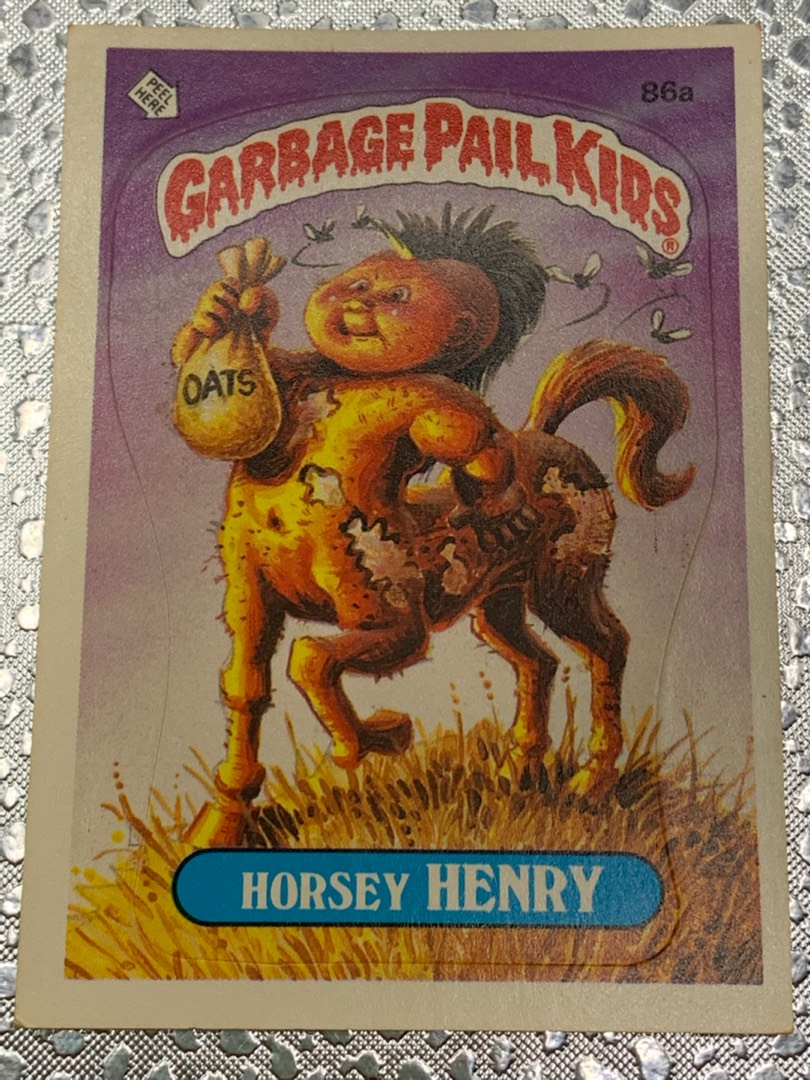 PEEL
HERE
86a
GARBAGE PAIL KIDS®
OATS
HORSEY HENRY